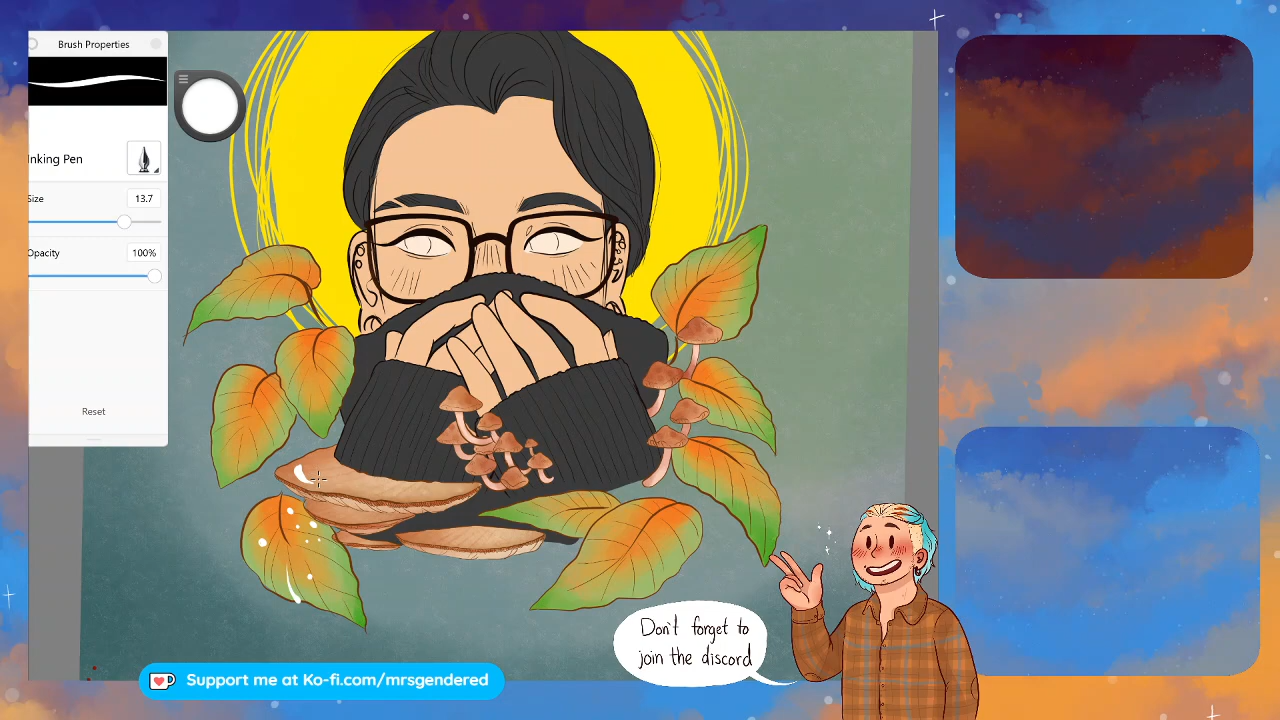 Brush Properties
Inking Pen
Size
13.7
Opacity
100%
Reset
Don't forget to
join the discord
Support me at Ko-fi.com/mrsgendered